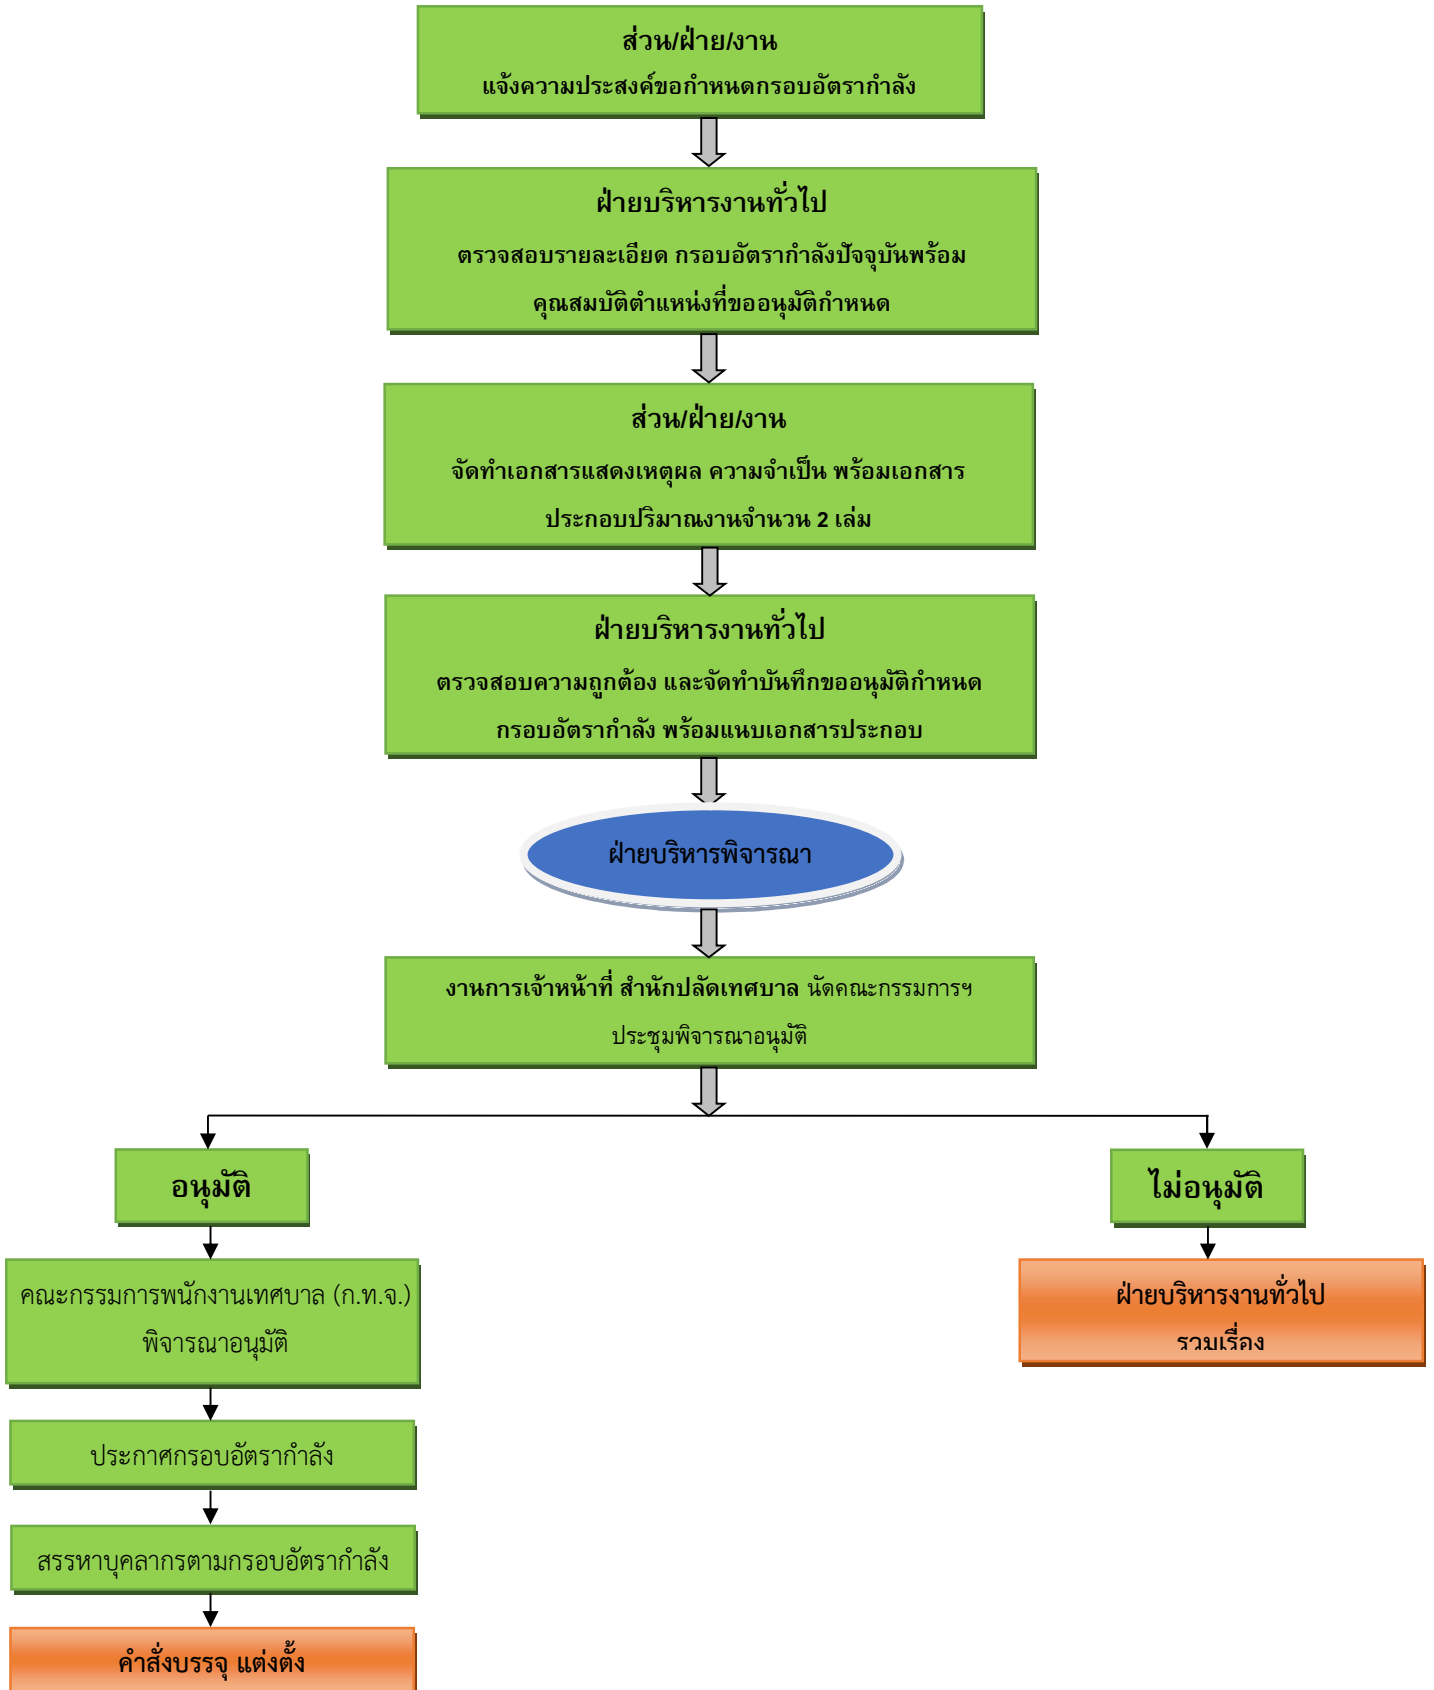 ส่วน/ฝ่าย/งาน
แจ้งความประสงค์ขอกำหนดกรอบอัตรากำลัง
ฝ่ายบริหารงานทั่วไป
ตรวจสอบรายละเอียด กรอบอัตรากำลังปัจจุบันพร้อม
คุณสมบัติตำแหน่งที่ขออนุมัติกำหนด
ส่วน/ฝ่าย/งาน
จัดทำเอกสารแสดงเหตุผล ความจำเป็น พร้อมเอกสาร
ประกอบปริมาณงานจำนวน 2 เล่ม
ฝ่ายบริหารงานทั่วไป
ตรวจสอบความถูกต้อง และจัดทำบันทึกขออนุมัติกำหนด
กรอบอัตรากำลัง พร้อมแนบเอกสารประกอบ
ฝ่ายบริหารพิจารณา
งานการเจ้าหน้าที่ สำนักปลัดเทศบาล นัดคณะกรรมการฯ
ประชุมพิจารณาอนุมัติ
อนุมัติ
ไม่อนุมัติ
คณะกรรมการพนักงานเทศบาล (ก.ท.จ.)
พิจารณาอนุมัติ
ฝ่ายบริหารงานทั่วไป
รวมเรื่อง
ประกาศกรอบอัตรากำลัง
สรรหาบุคลากรตามกรอบอัตรากำลัง
คำสั่งบรรจุ แต่งตั้ง